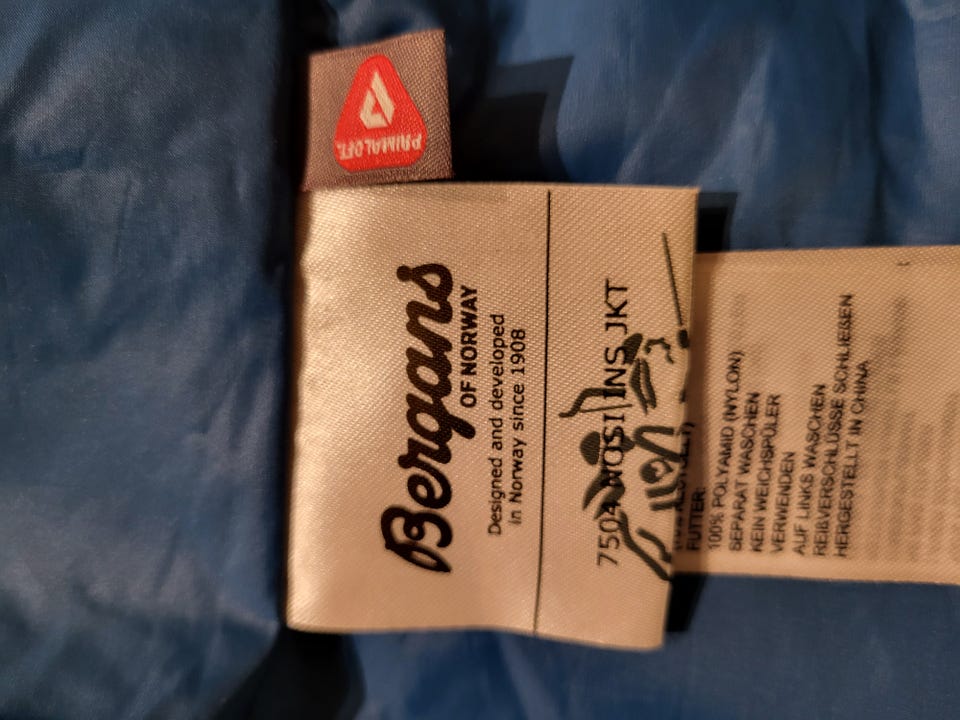 PRIMALOFT
Bergans
OF NORWAY
Designed and developed
in Norway since 1908
7504 NOSI INS JKT
FUTTER:
100% POLYAMID (NYLON)
SEPARAT WASCHEN
KEIN WEICHSPÜLER
VERWENDEN
AUF LINKS WASCHEN
REIßVERSCHLÜSSE SCHLIEßEN
HERGESTELLT IN CHINA